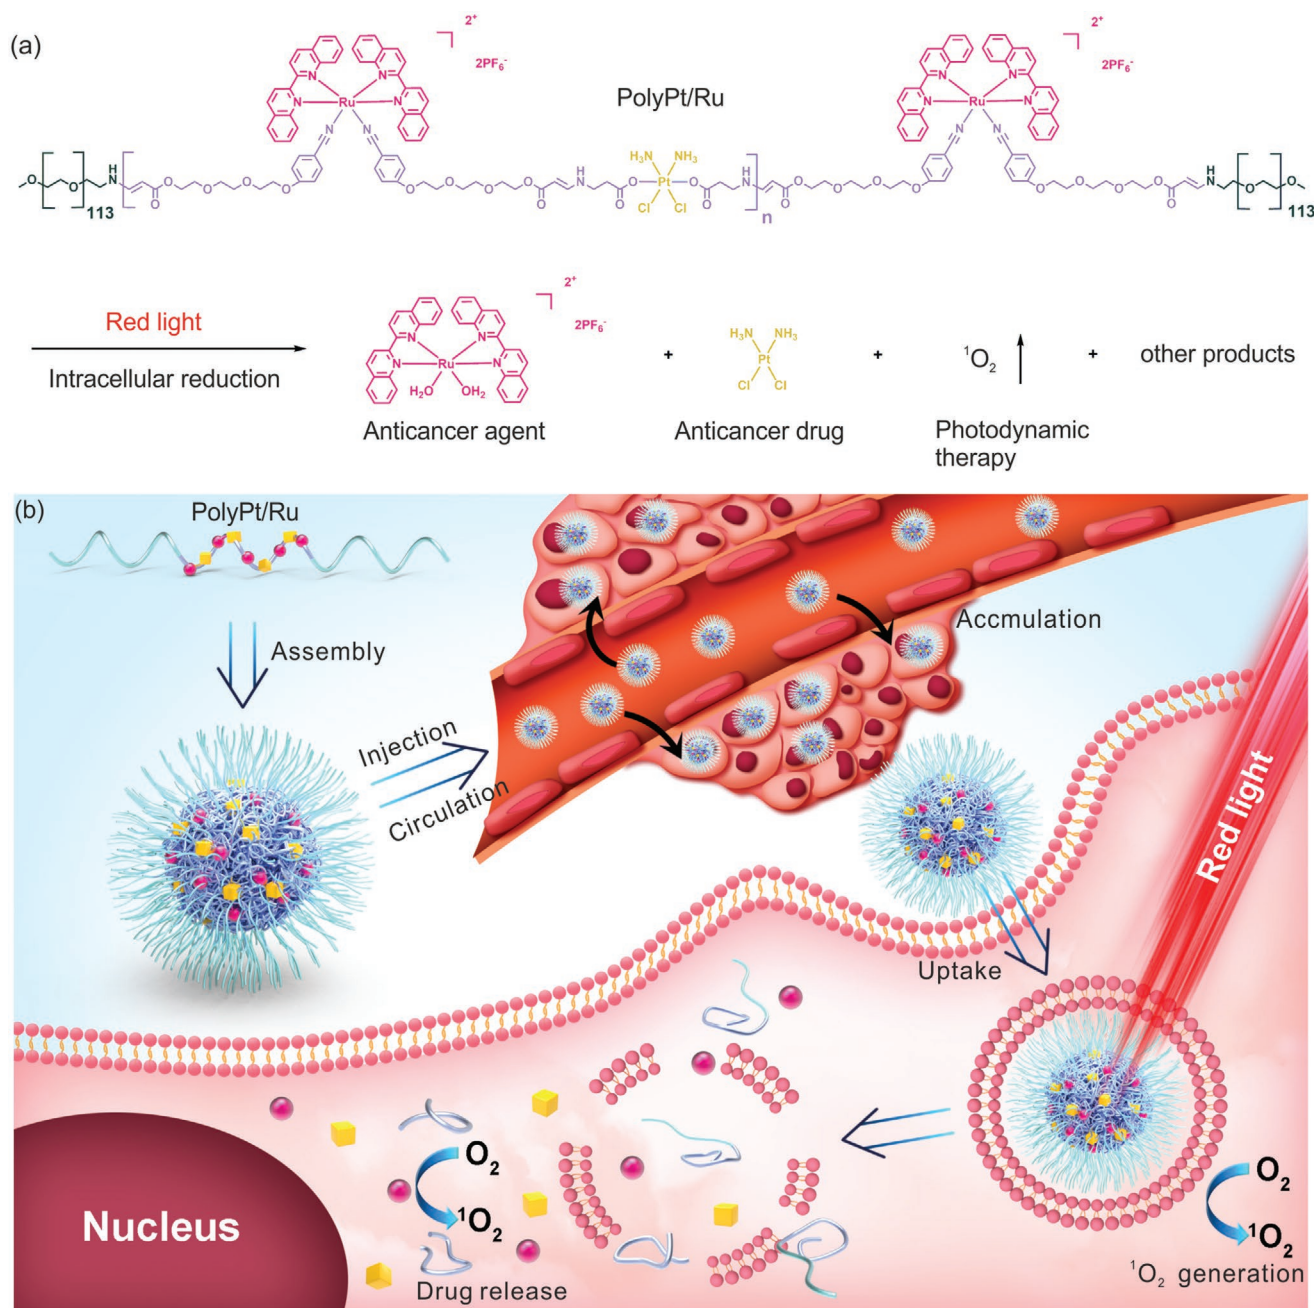 (a)
2+
2PF6-
2+
2PF6-
N N N N Ru N N
PolyPt/Ru
N N N N Ru N N
H3N NH3
O Pt O
Cl Cl
O O H N 113 O O O O O O O O O O H N O n H N O O O O O O O O O O H N O O 113
Red light
Intracellular reduction
2+
2PF6-
N N N N Ru
H2O OH2
+
H3N NH3
Pt
Cl Cl
+
1O2
+
other products
Anticancer agent
Anticancer drug
Photodynamic
therapy
(b)
PolyPt/Ru
Assembly
Injection
Circulation
Accmulation
Red light
Uptake
O2
1O2
1O2 generation
O2
1O2
Drug release
Nucleus